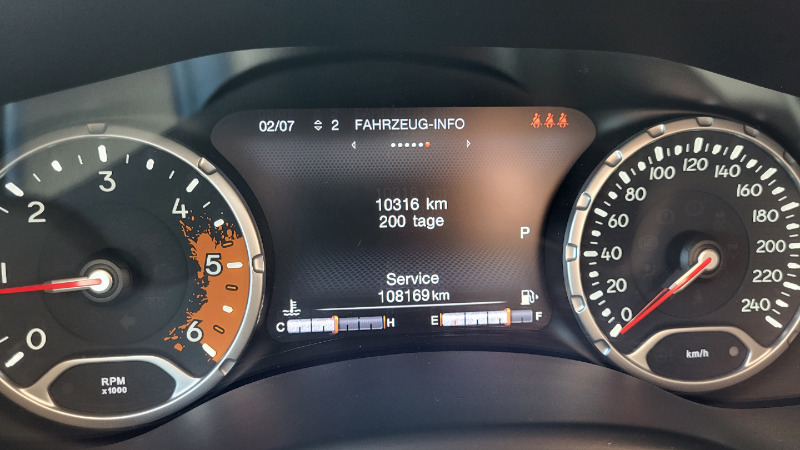 02/07 2 FAHRZEUG-INFO
10316 km
200 tage
P
Service
108169 km
C H
E F
0 1 2 3 4 5 6
RPM
x1000
0 20 40 60 80 100 120 140 160 180 200 220 240
km/h